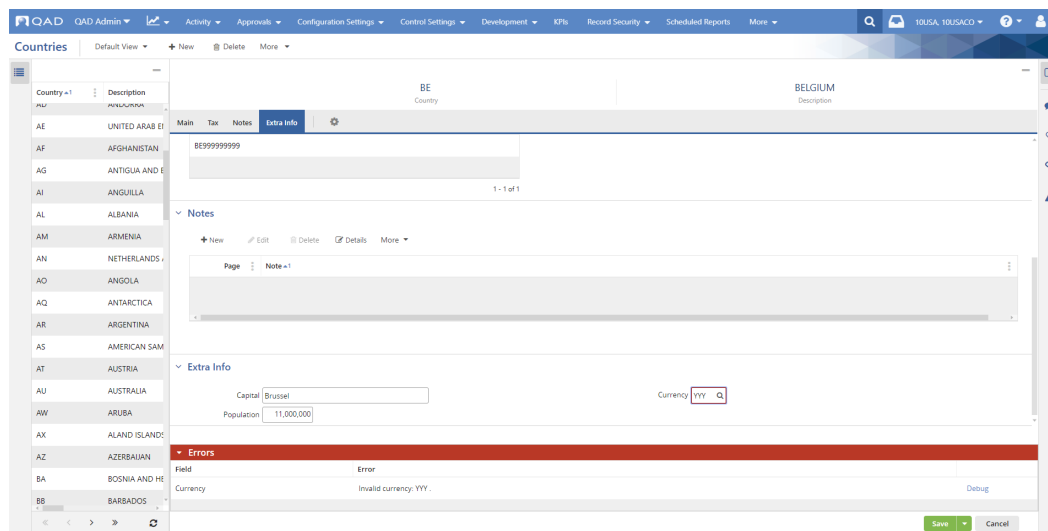 QAD QAD Admin Activity Approvals Configuration Settings Control Settings Development KPIs Record Security Scheduled Reports More 10USA, 10USACO
Countries Default View + New Delete More
Country 1 Description
BE
Country
BELGIUM
Description
Main Tax Notes Extra Info
AD ANDORRA
AE UNITED ARAB
AF AFGHANISTAN
AG ANTIGUA AND
AI ANGUILLA
AL ALBANIA
AM ARMENIA
AN NETHERLANDS
AO ANGOLA
AQ ANTARCTICA
AR ARGENTINA
AS AMERICAN SAM
AT AUSTRIA
AU AUSTRALIA
AW ARUBA
AX ALAND ISLANDS
AZ AZERBAIJAN
BA BOSNIA AND HE
BB BARBADOS
BE999999999
1 - 1 of 1
Notes
+ New Edit Delete Details More
Page Note 1
Extra Info
Capital Brussel
Currency YYY
Population 11,000,000
Errors
Field Error
Currency Invalid currency: YYY . Debug
Save Cancel